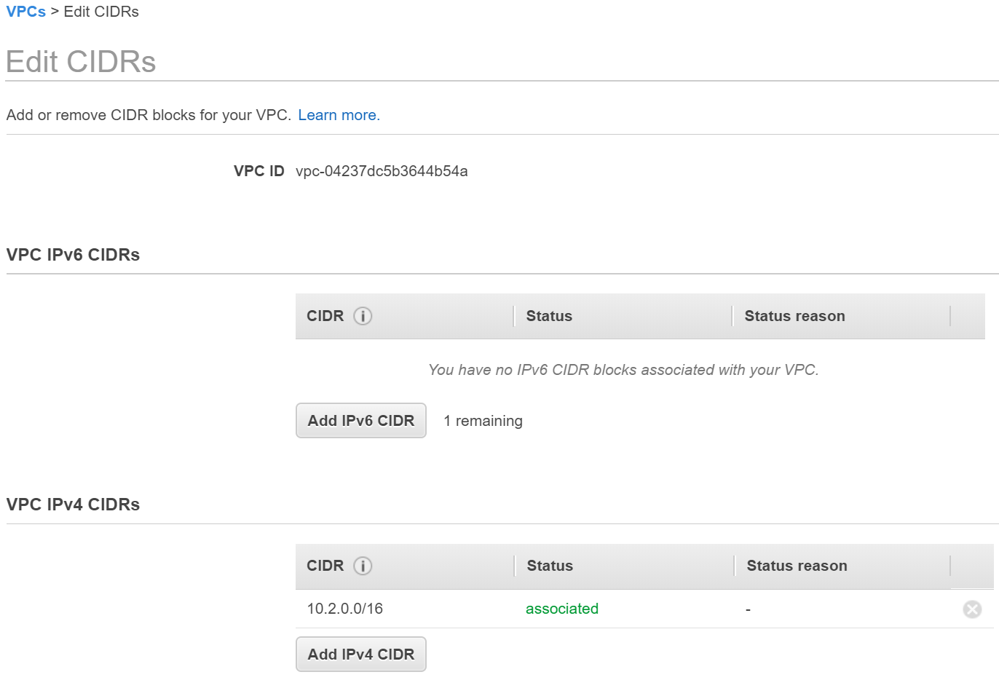 VPCs > Edit CIDRs
Edit CIDRs
Add or remove CIDR blocks for your VPC. Learn more.
VPC ID vpc-04237dc5b3644b54a
VPC IPv6 CIDRs
CIDR i Status Status reason
You have no IPv6 CIDR blocks associated with your VPC.
Add IPv6 CIDR 1 remaining
VPC IPv4 CIDRs
CIDR i Status Status reason
10.2.0.0/16 associated -
Add IPv4 CIDR